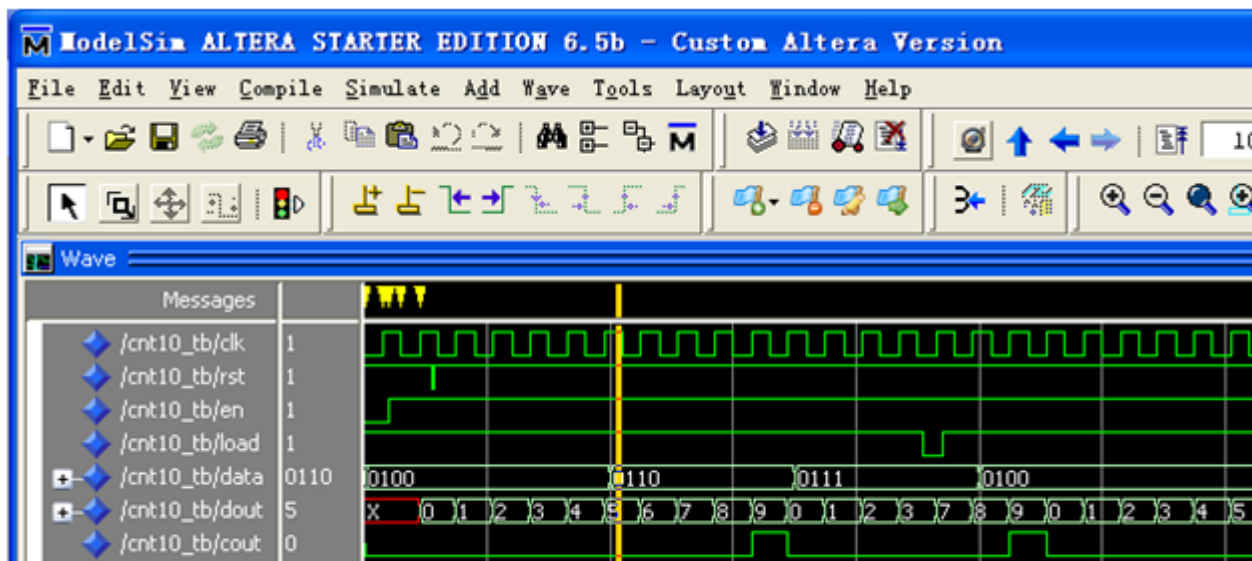 ModelSim ALTERA STARTER EDITION 6.5b - Custom Altera Version
File Edit View Compile Simulate Add Wave Tools Layout Window Help
10
Wave
Messages
/cnt10_tb/clk 1
/cnt10_tb/rst 1
/cnt10_tb/en 1
/cnt10_tb/load 1
/cnt10_tb/data 0110 0100 0110 0111 0100
/cnt10_tb/dout 5 X 0 1 2 3 4 5 6 7 8 9 0 1 2 3 7 8 9 0 1 2 3 4 5
/cnt10_tb/cout 0